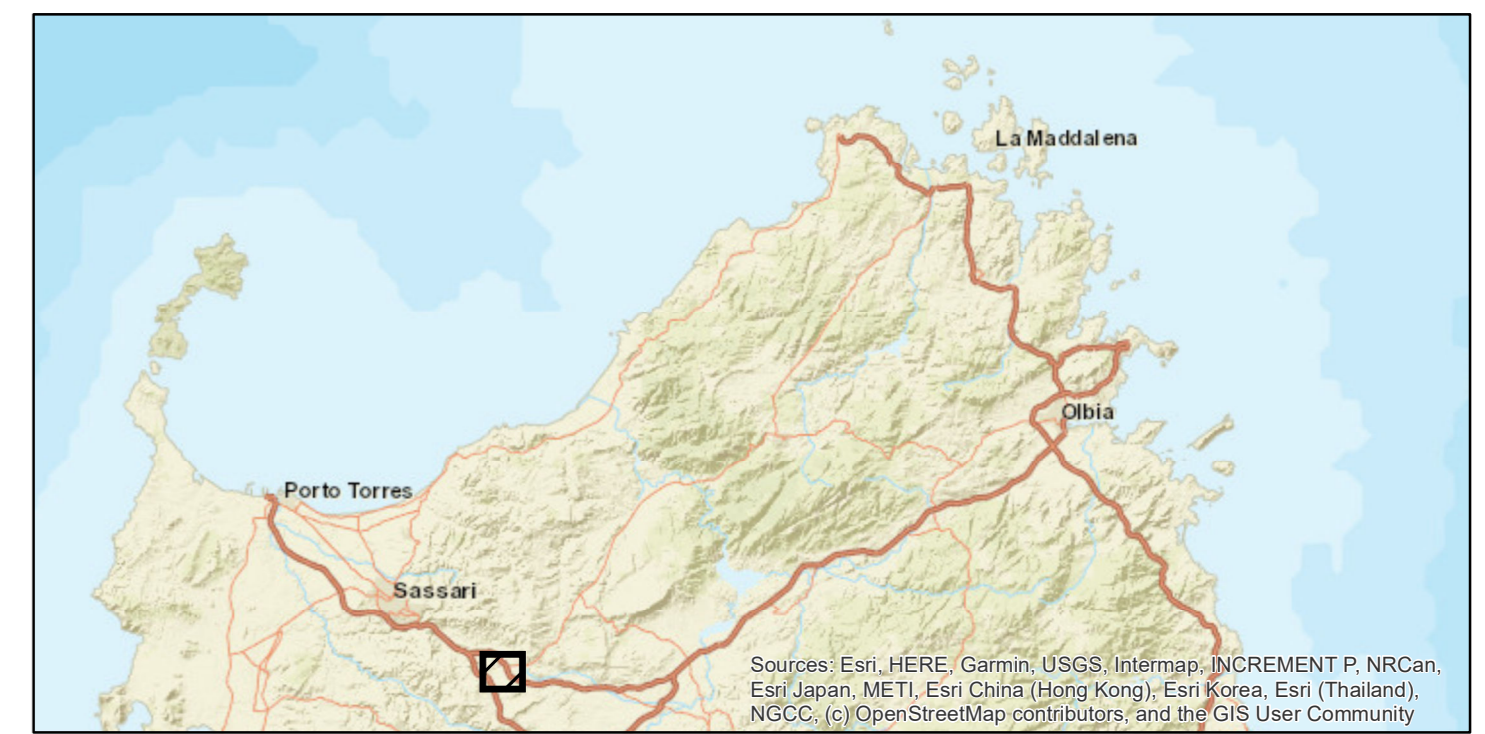 La Maddalena
Olbia
Porto Torres
Sassari
Sources: Esri, HERE, Garmin, USGS, Intermap, INCREMENT P, NRCan,
Esri Japan, METI, Esri China (Hong Kong), Esri Korea, Esri (Thailand),
NGCC, (c) OpenStreetMap contributors, and the GIS User Community